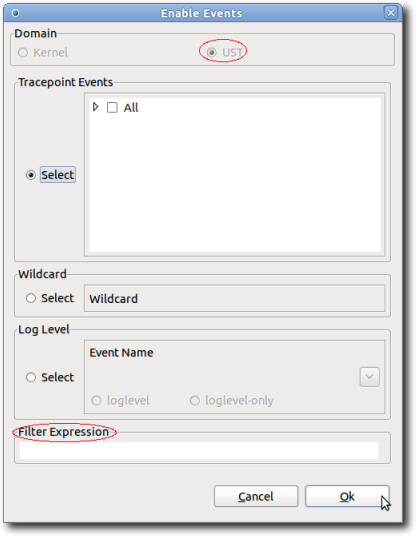 Enable Events
Domain
Kernel
UST
Tracepoint Events
All
Select
Wildcard
Select
Wildcard
Log Level
Event Name
Select
loglevel
loglevel-only
Filter Expression
Cancel
Ok